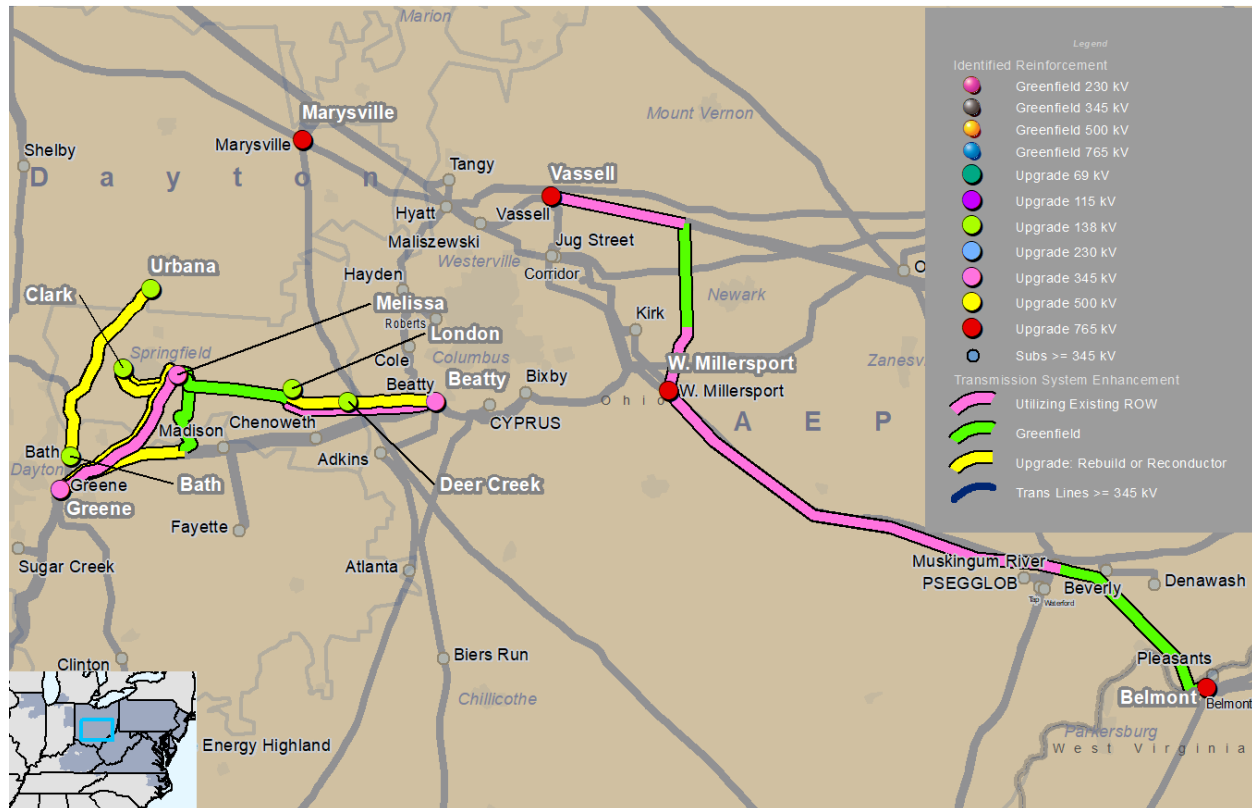 Marion
Marysville
Marysville
Shelby
D a y t o n
Mount Vernon
Tangy
Vassell
Hyatt
Vassell
Maliszewski
Jug Street
Westerville
Corridor
Urbana
Hayden
Clark
Melissa
Roberts
London
Newark
Kirk
Springfield
Cole
Columbus
W. Millersport
Zanesv
Beatty
Beatty
Bixby
W. Millersport
Ohio
CYPRUS
A E P
Madison
Chenoweth
Adkins
Bath
Dayton
Greene
Bath
Deer Creek
Greene
Fayette
Sugar Creek
Atlanta
Muskingum River
PSEGGLOB
Beverly
Denawash
Tap
Waterford
Clinton
Biers Run
Pleasants
Chillicothe
Belmont
Belmont
Parkersburg
West Virginia
Energy Highland
Legend
Identified Reinforcement
Greenfield 230 kV
Greenfield 345 kV
Greenfield 500 kV
Greenfield 765 kV
Upgrade 69 kV
Upgrade 115 kV
Upgrade 138 kV
Upgrade 230 kV
Upgrade 345 kV
Upgrade 500 kV
Upgrade 765 kV
Subs >= 345 kV
Transmission System Enhancement
Utilizing Existing ROW
Greenfield
Upgrade: Rebuild or Reconductor
Trans Lines >= 345 kV